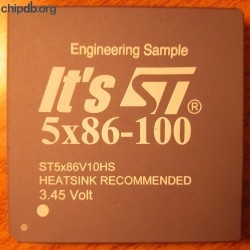 chipdb.org
Engineering Sample
It's ST®
5x86-100
ST5x86V10HS
HEATSINK RECOMMENDED
3.45 Volt